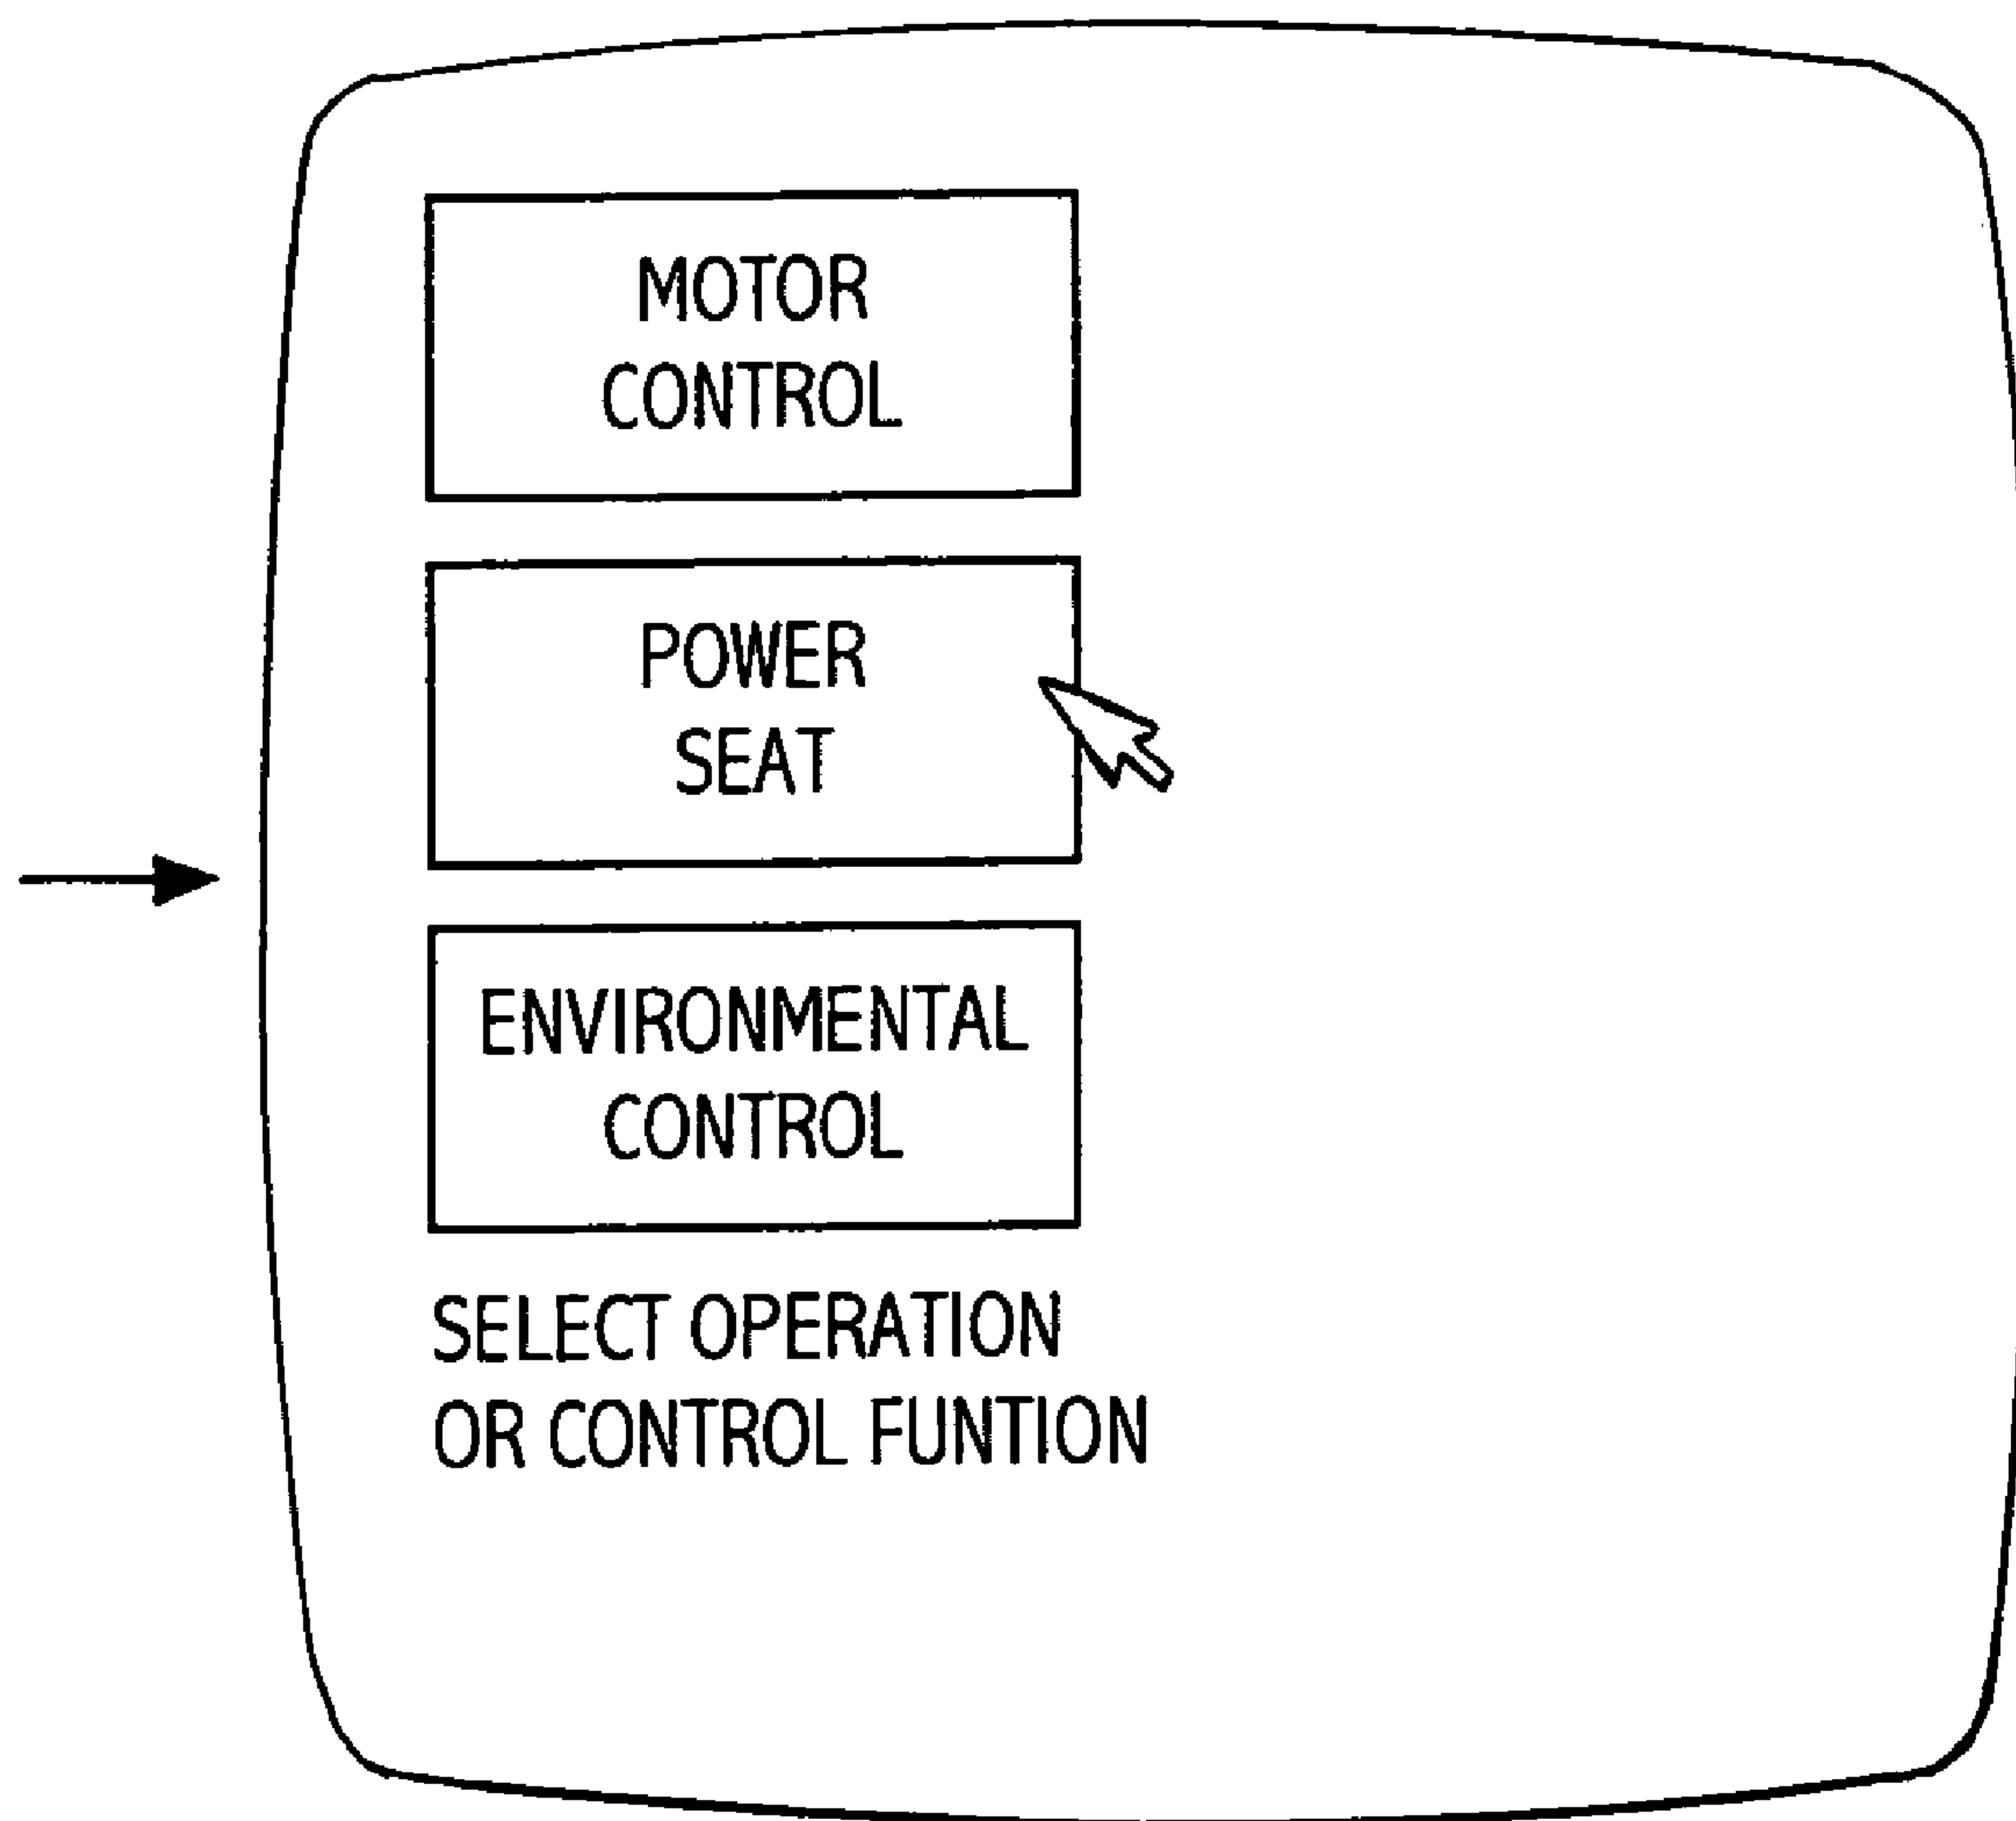 MOTOR
CONTROL
POWER
SEAT
ENVIRONMENTAL
CONTROL
SELECT OPERATION
OR CONTROL FUNTION